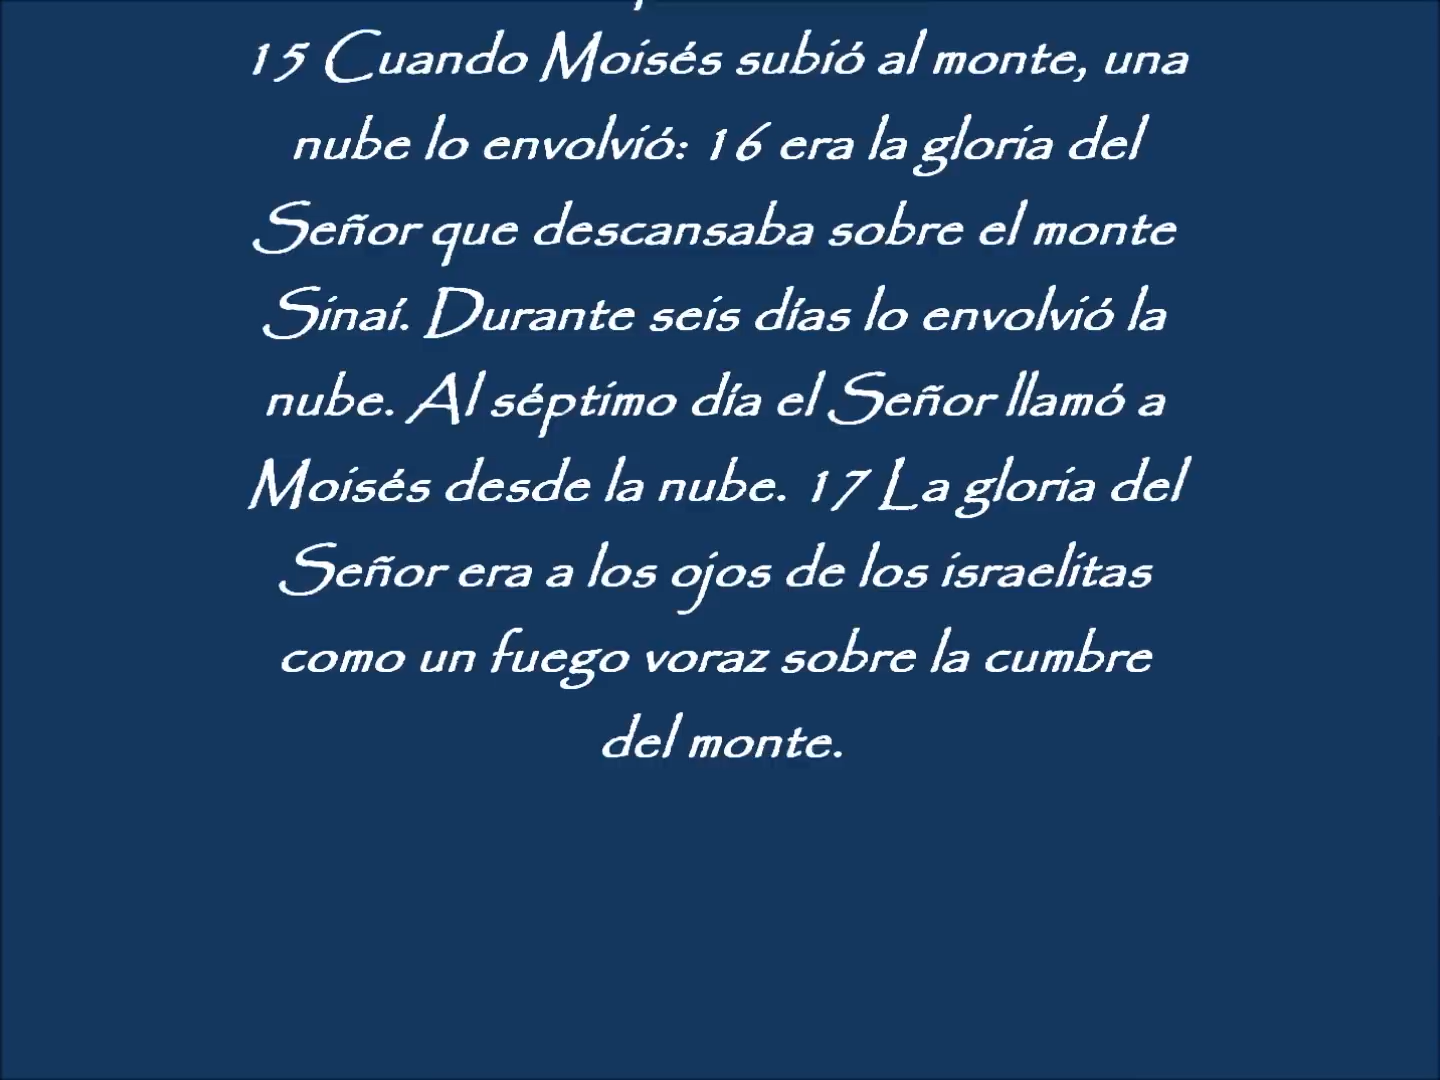 15 Cuando Moisés subió al monte, una
nube lo envolvió: 16 era la gloria del
Señor que descansaba sobre el monte
Sinaí. Durante seis días lo envolvió la
nube. Al séptimo día el Señor llamó a
Moisés desde la nube. 17 La gloria del
Señor era a los ojos de los israelitas
como un fuego voraz sobre la cumbre
del monte.